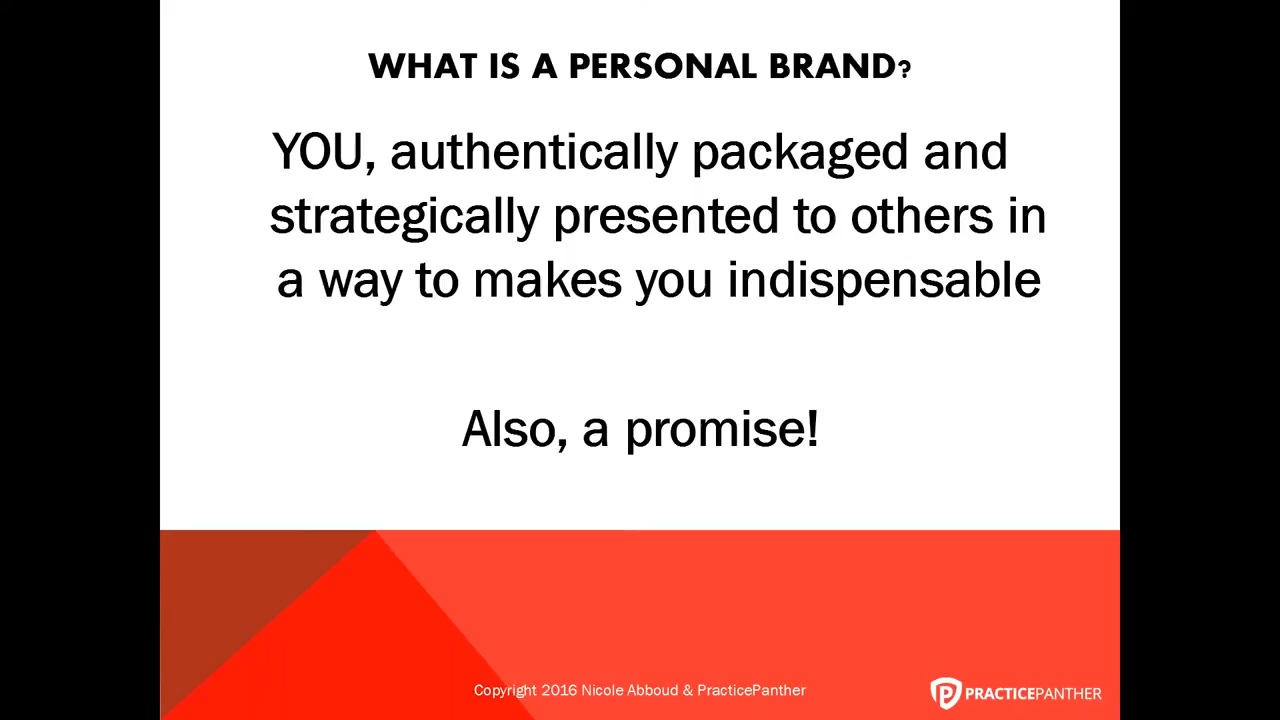 WHAT IS A PERSONAL BRAND?
YOU, authentically packaged and
strategically presented to others in
a way to makes you indispensable
Also, a promise!
Copyright 2016 Nicole Abboud & PracticePanther
PRACTICEPANTHER